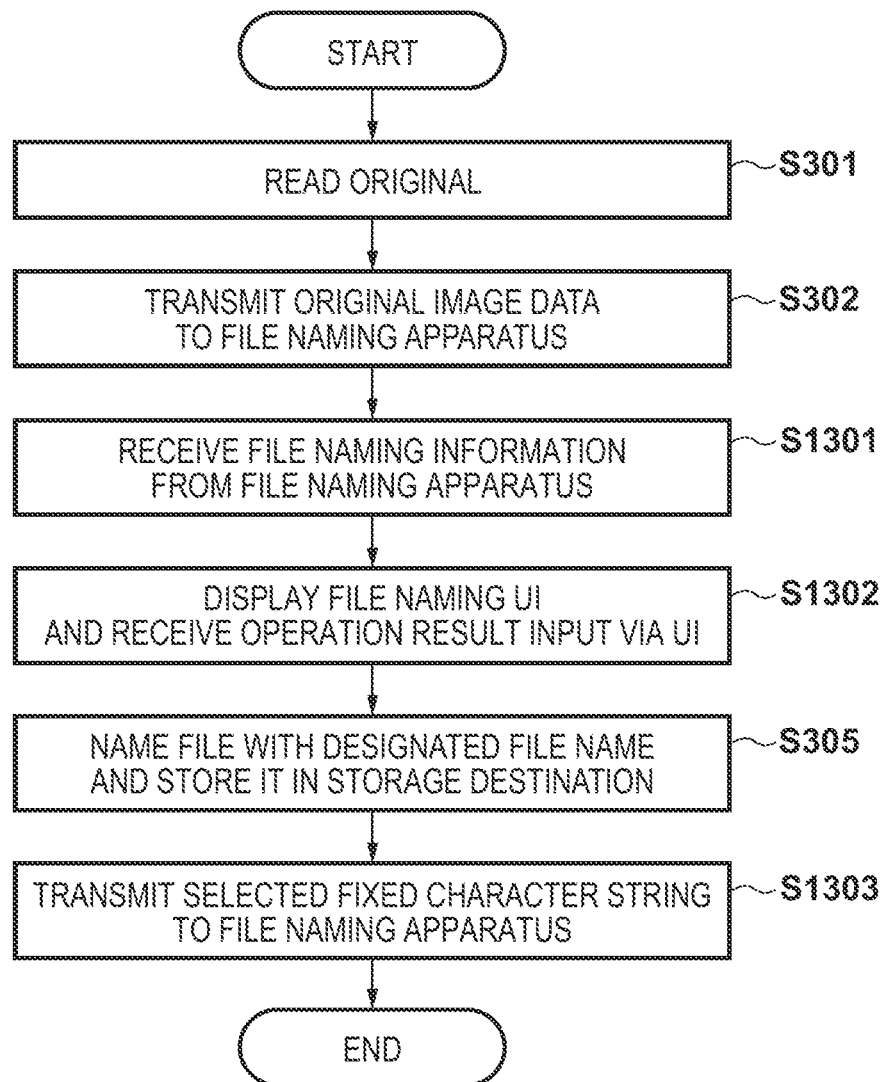 START
READ ORIGINAL
S301
TRANSMIT ORIGINAL IMAGE DATA
TO FILE NAMING APPARATUS
S302
RECEIVE FILE NAMING INFORMATION
FROM FILE NAMING APPARATUS
S1301
DISPLAY FILE NAMING UI
AND RECEIVE OPERATION RESULT INPUT VIA UI
S1302
NAME FILE WITH DESIGNATED FILE NAME
AND STORE IT IN STORAGE DESTINATION
S305
TRANSMIT SELECTED FIXED CHARACTER STRING
TO FILE NAMING APPARATUS
S1303
END